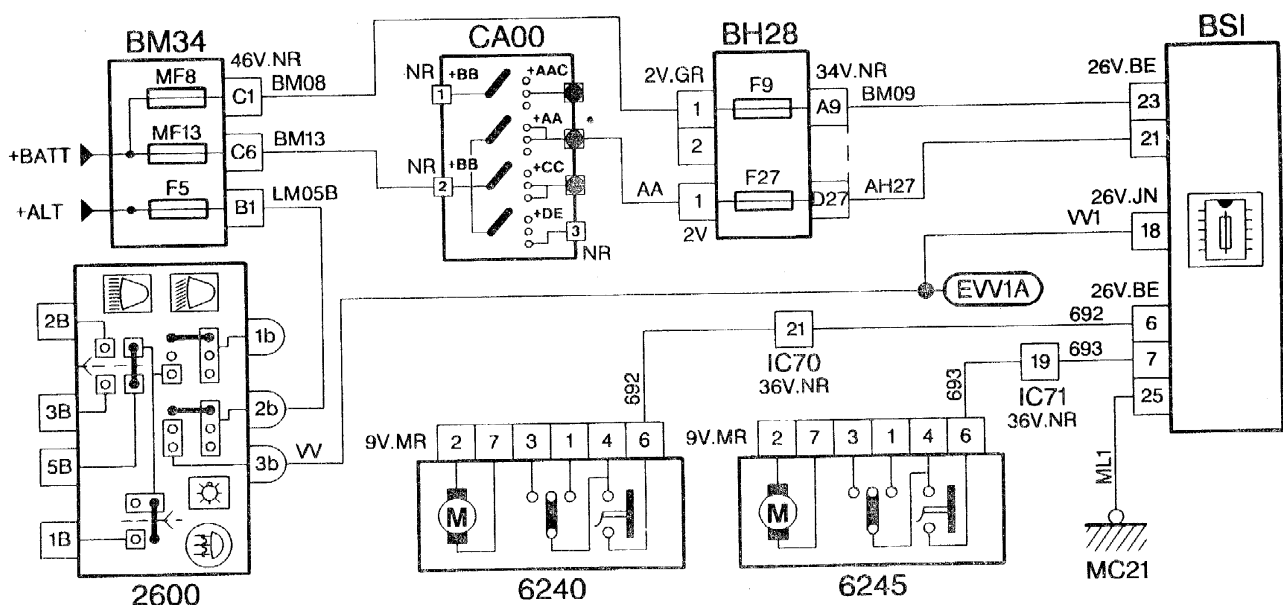 BM34
CA00
BH28
BSI
46V.NR
MF8
C1
BM08
MF13
C6
BM13
+BATT
F5
B1
LM05B
+ALT
NR
+BB
1
+AAC
+AA
NR
+BB
2
+CC
+DE
3
NR
2V.GR
34V.NR
1
F9
A9
BM09
2
AA
1
F27
D27
AH27
2V
26V.BE
23
21
26V.JN
VV1
18
EVV1A
26V.BE
692
6
21
IC70
36V.NR
693
7
19
IC71
36V.NR
25
692
693
ML1
MC21
2B
1b
3B
2b
5B
3b
VV
1B
2600
9V.MR
2 7 3 1 4 6
M
6240
9V.MR
2 7 3 1 4 6
M
6245